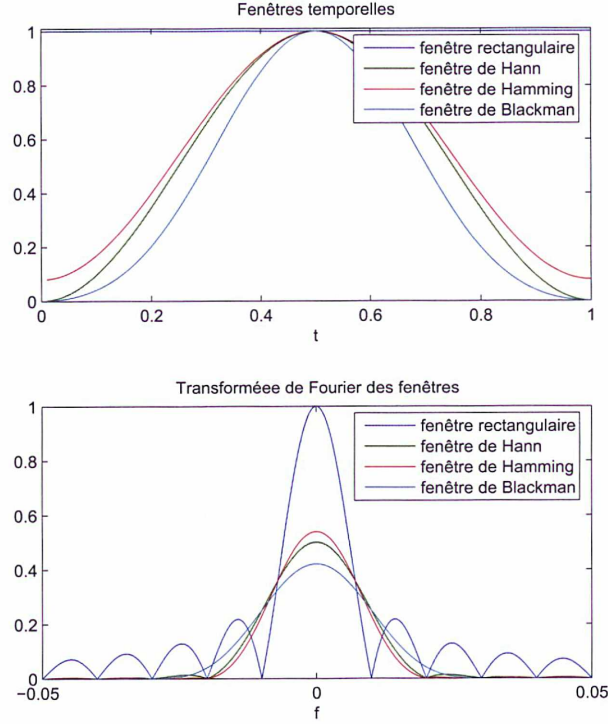 Fenêtres temporelles
1
0.8
0.6
0.4
0.2
0
fenêtre rectangulaire
fenêtre de Hann
fenêtre de Hamming
fenêtre de Blackman
0
0.2
0.4
0.6
0.8
1
t
Transforméee de Fourier des fenêtres
1
0.8
0.6
0.4
0.2
0
fenêtre rectangulaire
fenêtre de Hann
fenêtre de Hamming
fenêtre de Blackman
−0.05
0
0.05
f